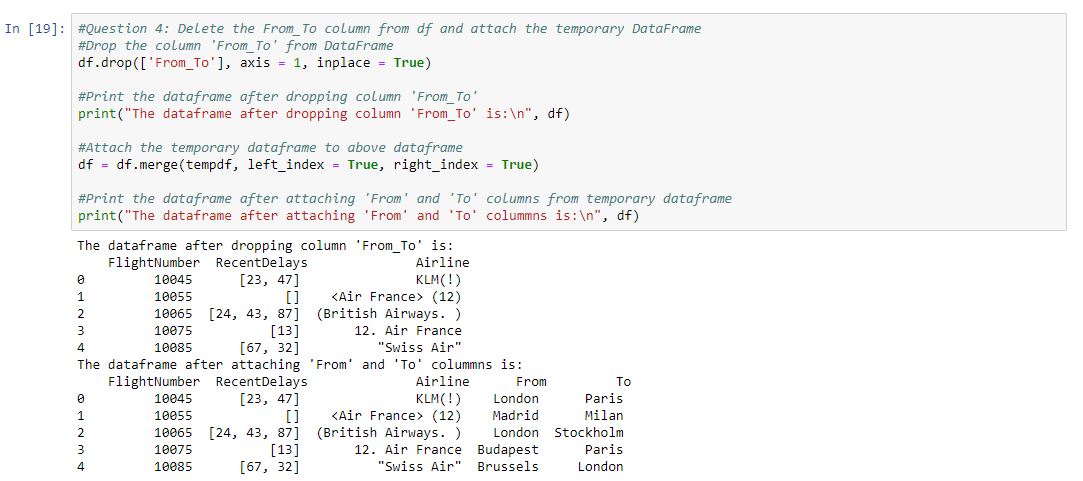 In [19]: #Question 4: Delete the From_To column from df and attach the temporary DataFrame
#Drop the column 'From_To' from DataFrame
df.drop(['From_To'], axis = 1, inplace = True)
#Print the dataframe after dropping column 'From_To'
print("The dataframe after dropping column 'From_To' is:\n", df)
#Attach the temporary dataframe to above dataframe
df = df.merge(tempdf, left_index = True, right_index = True)
#Print the dataframe after attaching 'From' and 'To' columns from temporary dataframe
print("The dataframe after attaching 'From' and 'To' colummns is:\n", df)
The dataframe after dropping column 'From_To' is:
FlightNumber RecentDelays Airline
0 10045 [23, 47] KLM(!)
1 10055 [] <Air France> (12)
2 10065 [24, 43, 87] (British Airways. )
3 10075 [13] 12. Air France
4 10085 [67, 32] "Swiss Air"
The dataframe after attaching 'From' and 'To' colummns is:
FlightNumber RecentDelays Airline From To
0 10045 [23, 47] KLM(!) London Paris
1 10055 [] <Air France> (12) Madrid Milan
2 10065 [24, 43, 87] (British Airways. ) London Stockholm
3 10075 [13] 12. Air France Budapest Paris
4 10085 [67, 32] "Swiss Air" Brussels London